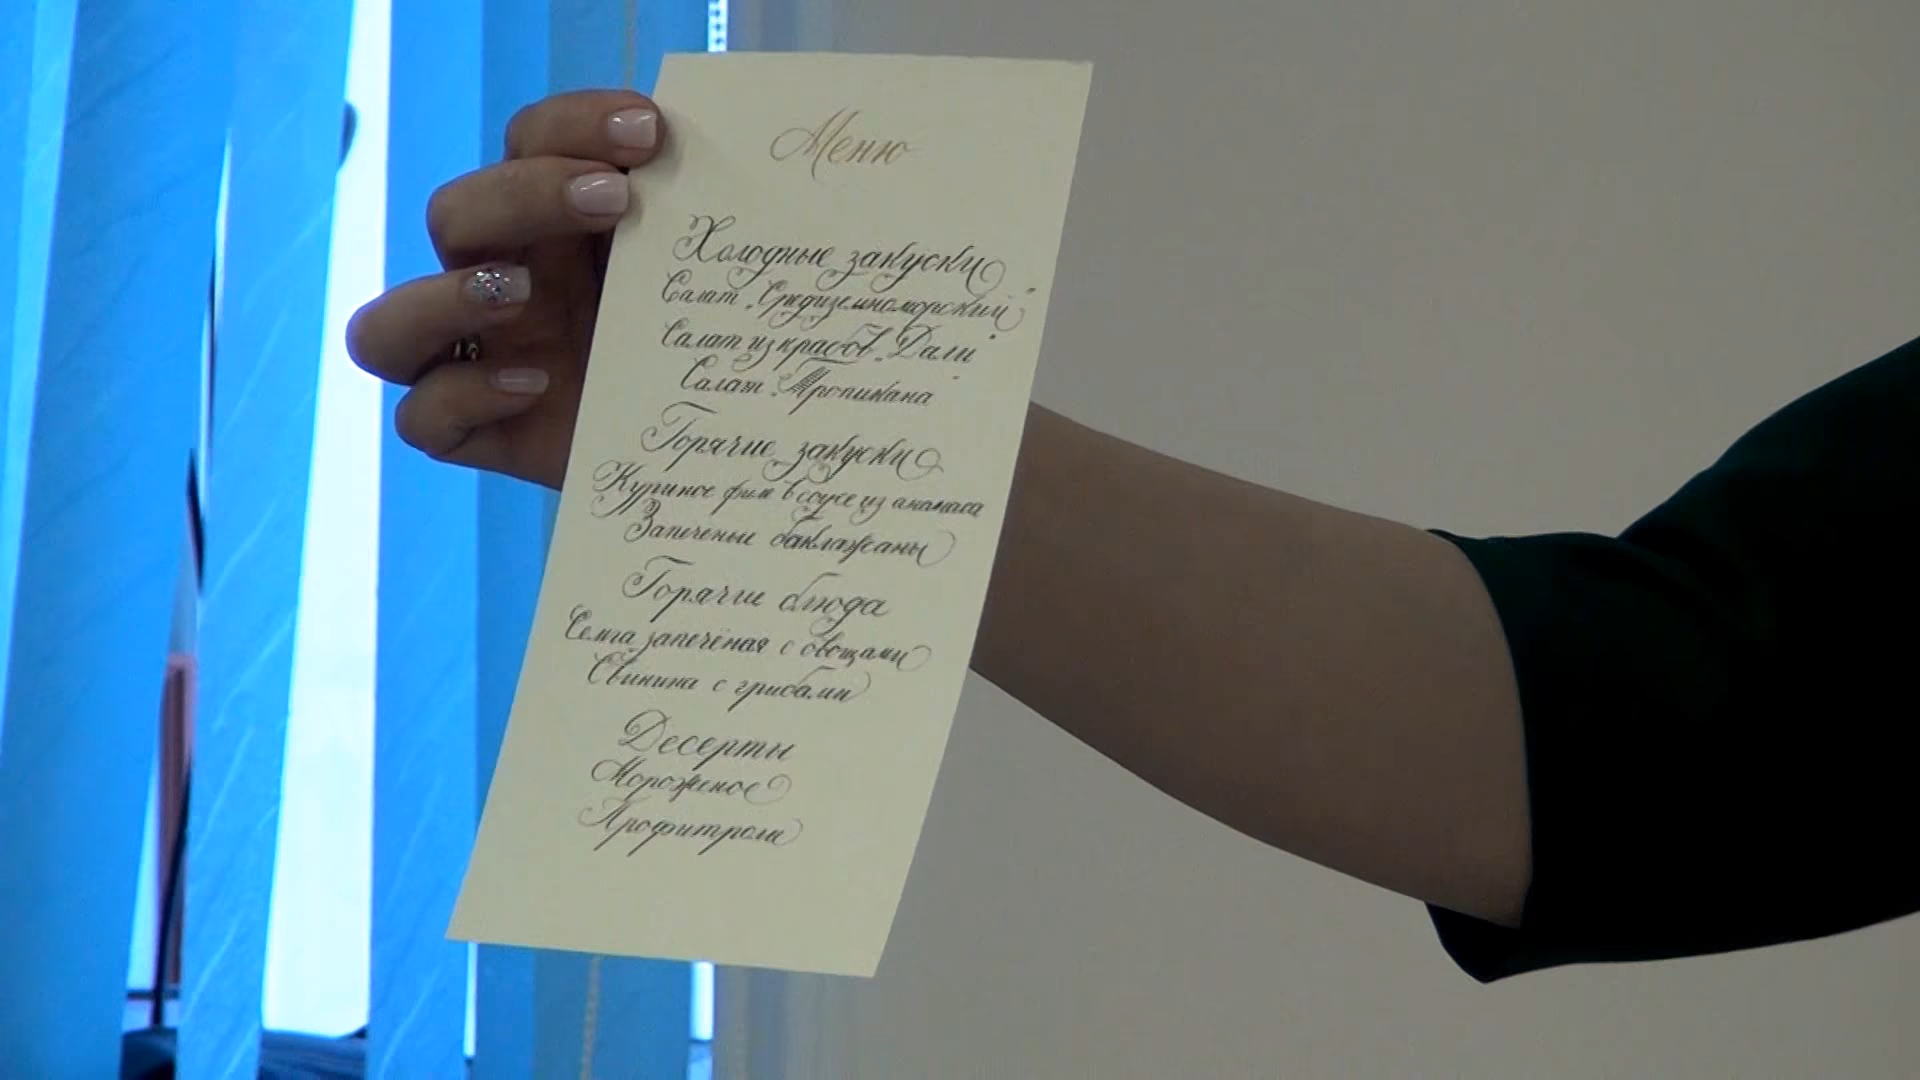 Меню
Холодные закуски
Салат „Средиземноморский"
Салат из крабов „Дали"
Салат „Тропикана"
Горячие закуски
Куриное филе в соусе из ананаса
Запеченые баклажаны
Горячие блюда
Семга запечёная с овощами
Свинина с грибами
Десерты
Мороженое
Профитроли